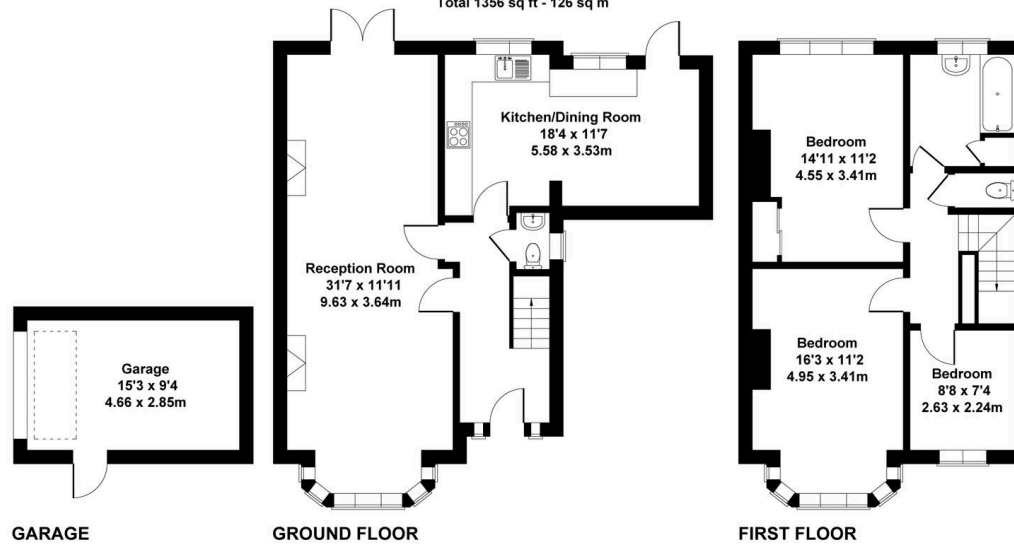 Total 1356 sq ft - 126 sq m
Kitchen/Dining Room
18'4 x 11'7
5.58 x 3.53m
Reception Room
31'7 x 11'11
9.63 x 3.64m
Garage
15'3 x 9'4
4.66 x 2.85m
Bedroom
14'11 x 11'2
4.55 x 3.41m
Bedroom
16'3 x 11'2
4.95 x 3.41m
Bedroom
8'8 x 7'4
2.63 x 2.24m
GARAGE
GROUND FLOOR
FIRST FLOOR